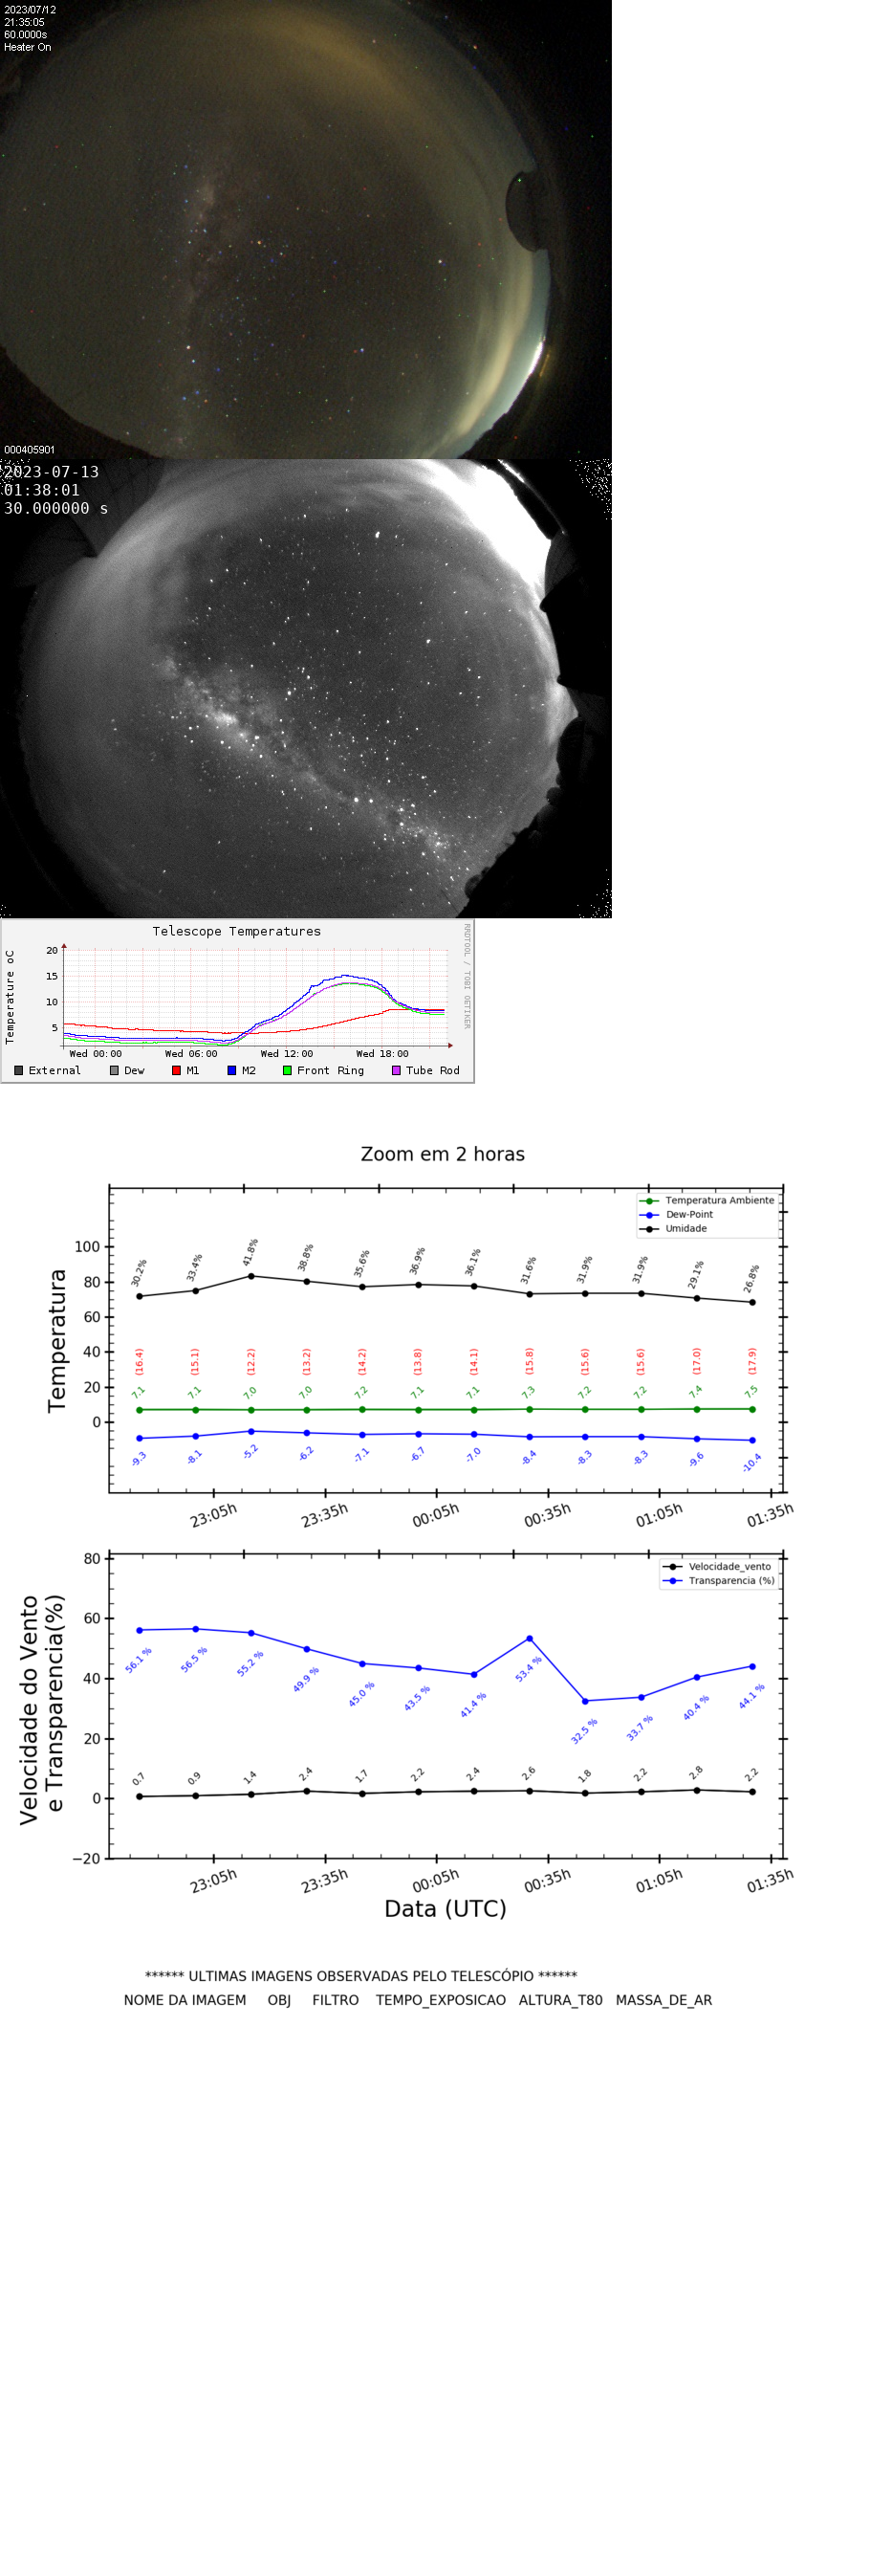 2023/07/12
21:35:05
60.0000s
Heater On
000405901
2023-07-13
01:38:01
30.000000 s
Telescope Temperatures
RRDTOOL / TOBI OETIKER
Temperature oC
20
15
10
5
Wed 00:00 Wed 06:00 Wed 12:00 Wed 18:00
External Dew M1 M2 Front Ring Tube Rod
Zoom em 2 horas
Temperatura Ambiente
Dew-Point
Umidade
Temperatura
100
80
60
40
20
0
30.2% 33.4% 41.8% 38.8% 35.6% 36.9% 36.1% 31.6% 31.9% 31.9% 29.1% 26.8%
(16.4) (15.1) (12.2) (13.2) (14.2) (13.8) (14.1) (15.8) (15.6) (15.6) (17.0) (17.9)
7.1 7.1 7.0 7.0 7.2 7.1 7.1 7.3 7.2 7.2 7.4 7.5
-9.3 -8.1 -5.2 -6.2 -7.1 -6.7 -7.0 -8.4 -8.3 -8.3 -9.6 -10.4
23:05h 23:35h 00:05h 00:35h 01:05h 01:35h
Velocidade_vento
Transparencia (%)
Velocidade do Vento
e Transparencia(%)
80
60
40
20
0
−20
56.1 % 56.5 % 55.2 % 49.9 % 45.0 % 43.5 % 41.4 % 53.4 % 32.5 % 33.7 % 40.4 % 44.1 %
0.7 0.9 1.4 2.4 1.7 2.2 2.4 2.6 1.8 2.2 2.8 2.2
23:05h 23:35h 00:05h 00:35h 01:05h 01:35h
Data (UTC)
****** ULTIMAS IMAGENS OBSERVADAS PELO TELESCÓPIO ******
NOME DA IMAGEM OBJ FILTRO TEMPO_EXPOSICAO ALTURA_T80 MASSA_DE_AR